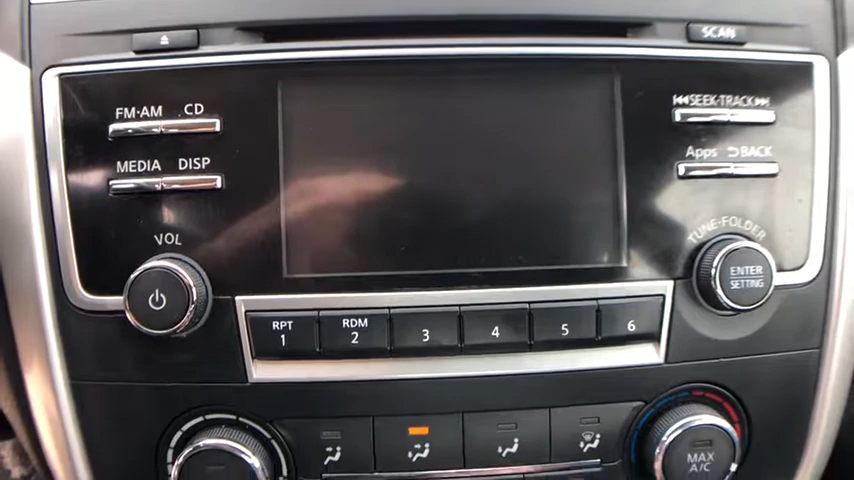 SCAN
FM·AM CD
SEEK·TRACK
MEDIA DISP
Apps BACK
VOL
TUNE·FOLDER
ENTER
SETTING
RPT RDM
1 2 3 4 5 6
MAX
A/C